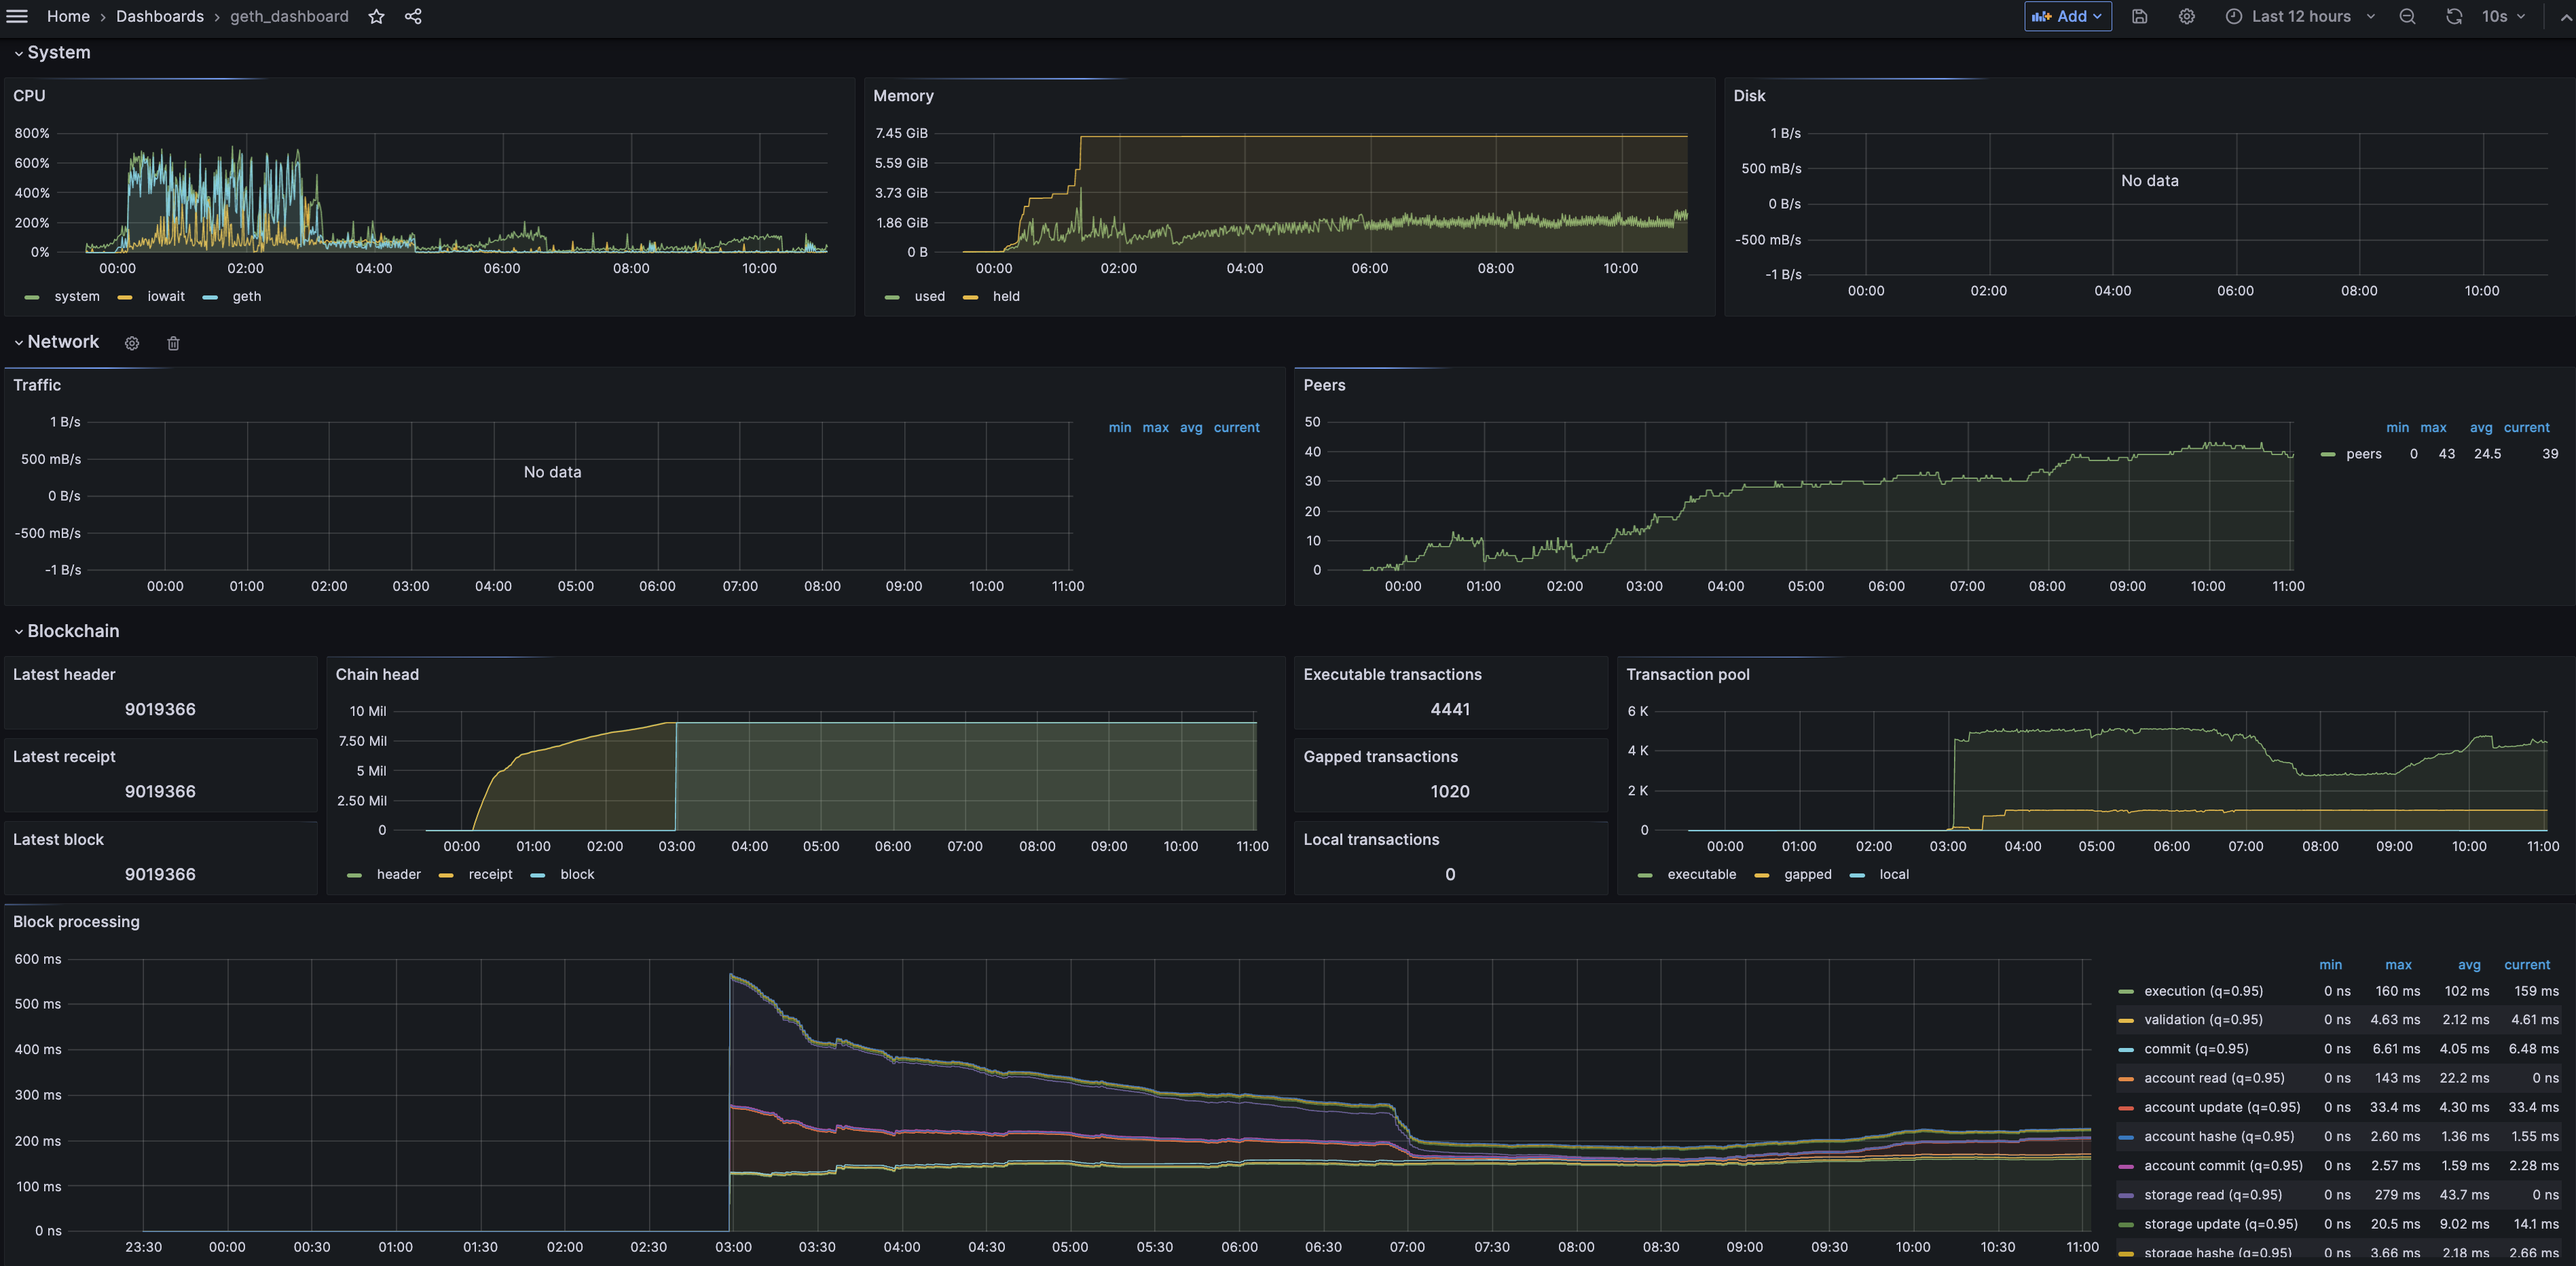 Home › Dashboards › geth_dashboard
Add
Last 12 hours
10s
System
CPU
800%
600%
400%
200%
0%
00:00 02:00 04:00 06:00 08:00 10:00
system iowait geth
Memory
7.45 GiB
5.59 GiB
3.73 GiB
1.86 GiB
0 B
00:00 02:00 04:00 06:00 08:00 10:00
used held
Disk
1 B/s
500 mB/s
0 B/s
-500 mB/s
-1 B/s
No data
00:00 02:00 04:00 06:00 08:00 10:00
Network
Traffic
1 B/s
500 mB/s
0 B/s
-500 mB/s
-1 B/s
No data
00:00 01:00 02:00 03:00 04:00 05:00 06:00 07:00 08:00 09:00 10:00 11:00
min max avg current
Peers
50
40
30
20
10
0
00:00 01:00 02:00 03:00 04:00 05:00 06:00 07:00 08:00 09:00 10:00 11:00
min max avg current
peers 0 43 24.5 39
Blockchain
Latest header
9019366
Latest receipt
9019366
Latest block
9019366
Chain head
10 Mil
7.50 Mil
5 Mil
2.50 Mil
0
00:00 01:00 02:00 03:00 04:00 05:00 06:00 07:00 08:00 09:00 10:00 11:00
header receipt block
Executable transactions
4441
Gapped transactions
1020
Local transactions
0
Transaction pool
6 K
4 K
2 K
0
00:00 01:00 02:00 03:00 04:00 05:00 06:00 07:00 08:00 09:00 10:00 11:00
executable gapped local
Block processing
600 ms
500 ms
400 ms
300 ms
200 ms
100 ms
0 ns
23:30 00:00 00:30 01:00 01:30 02:00 02:30 03:00 03:30 04:00 04:30 05:00 05:30 06:00 06:30 07:00 07:30 08:00 08:30 09:00 09:30 10:00 10:30 11:00
min max avg current
execution (q=0.95) 0 ns 160 ms 102 ms 159 ms
validation (q=0.95) 0 ns 4.63 ms 2.12 ms 4.61 ms
commit (q=0.95) 0 ns 6.61 ms 4.05 ms 6.48 ms
account read (q=0.95) 0 ns 143 ms 22.2 ms 0 ns
account update (q=0.95) 0 ns 33.4 ms 4.30 ms 33.4 ms
account hashe (q=0.95) 0 ns 2.60 ms 1.36 ms 1.55 ms
account commit (q=0.95) 0 ns 2.57 ms 1.59 ms 2.28 ms
storage read (q=0.95) 0 ns 279 ms 43.7 ms 0 ns
storage update (q=0.95) 0 ns 20.5 ms 9.02 ms 14.1 ms
storage hashe (q=0.95) 0 ns 3.66 ms 2.18 ms 2.66 ms